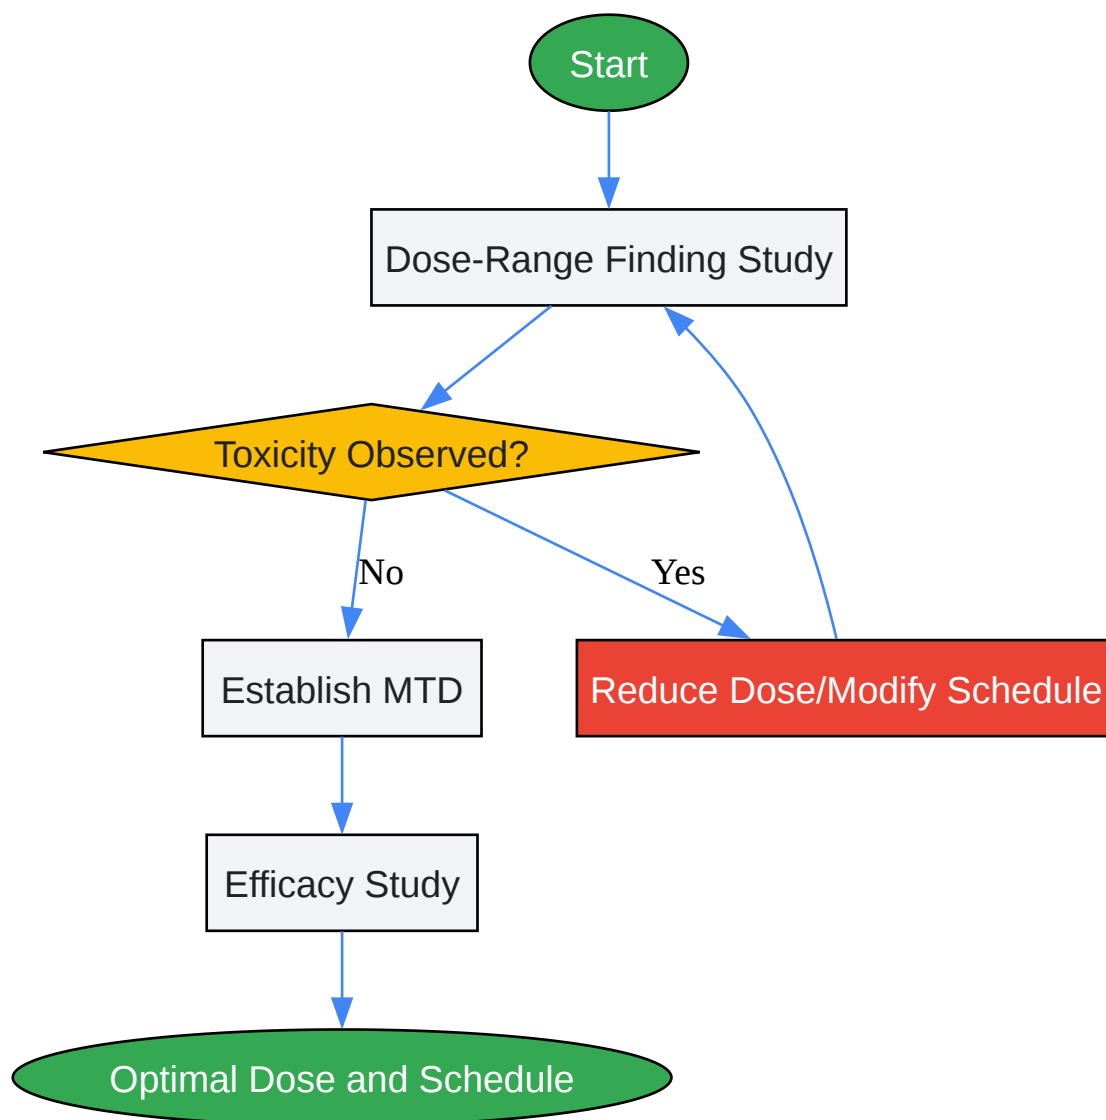 Start
Dose-Range Finding Study
Toxicity Observed?
No
Yes
Establish MTD
Reduce Dose/Modify Schedule
Efficacy Study
Optimal Dose and Schedule